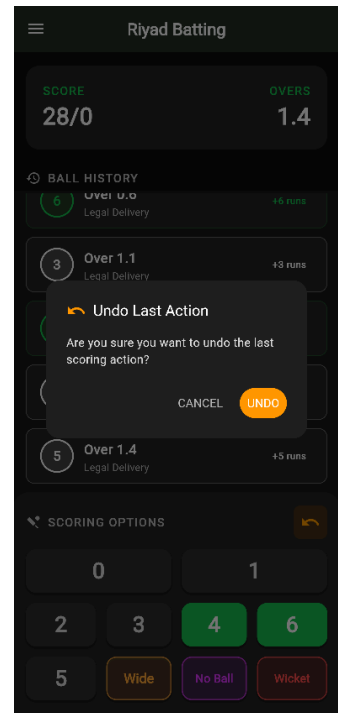 Riyad Batting
SCORE
OVERS
28/0
1.4
BALL HISTORY
6
Over 0.6
+6 runs
Legal Delivery
3
Over 1.1
+3 runs
Legal Delivery
Undo Last Action
Are you sure you want to undo the last
scoring action?
CANCEL
UNDO
5
Over 1.4
+5 runs
Legal Delivery
SCORING OPTIONS
0
1
2
3
4
6
5
Wide
No Ball
Wicket